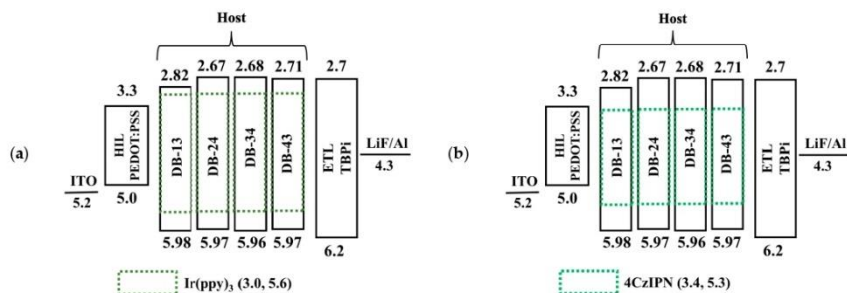 Host
2.82 2.67 2.68 2.71 2.7
3.3
HIL
PEDOT:PSS
DB-13
DB-24
DB-34
DB-43
ETL
TBPi
LiF/Al
4.3
(a)
ITO
5.2
5.0
5.98 5.97 5.96 5.97
6.2
Ir(ppy)₃ (3.0, 5.6)
Host
2.82 2.67 2.68 2.71 2.7
3.3
HIL
PEDOT:PSS
DB-13
DB-24
DB-34
DB-43
ETL
TBPi
LiF/Al
4.3
(b)
ITO
5.2
5.0
5.98 5.97 5.96 5.97
6.2
4CzIPN (3.4, 5.3)